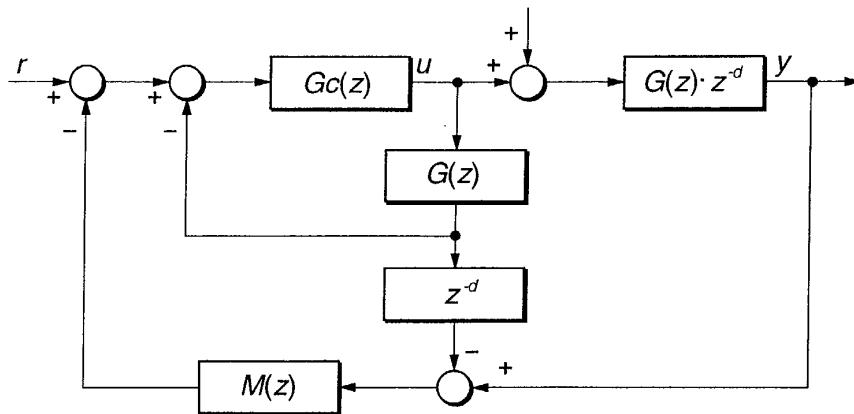 +
r
+
−
+
−
Gc(z)
u
+
G(z)· z⁻ᵈ
y
G(z)
z⁻ᵈ
−
+
M(z)